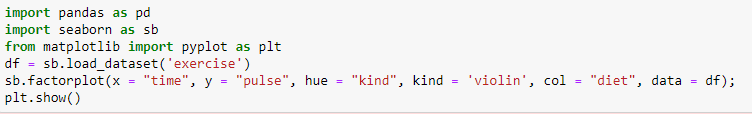 import pandas as pd
import seaborn as sb
from matplotlib import pyplot as plt
df = sb.load_dataset('exercise')
sb.factorplot(x = "time", y = "pulse", hue = "kind", kind = 'violin', col = "diet", data = df);
plt.show()